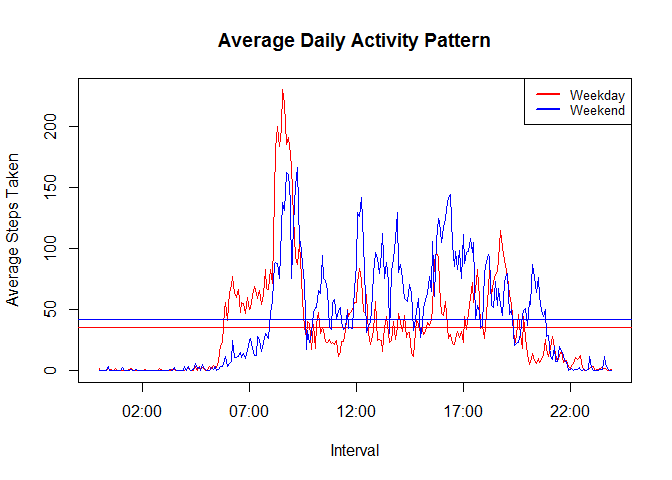 Average Daily Activity Pattern
Weekday
Weekend
200
150
100
50
0
Average Steps Taken
02:00 07:00 12:00 17:00 22:00
Interval